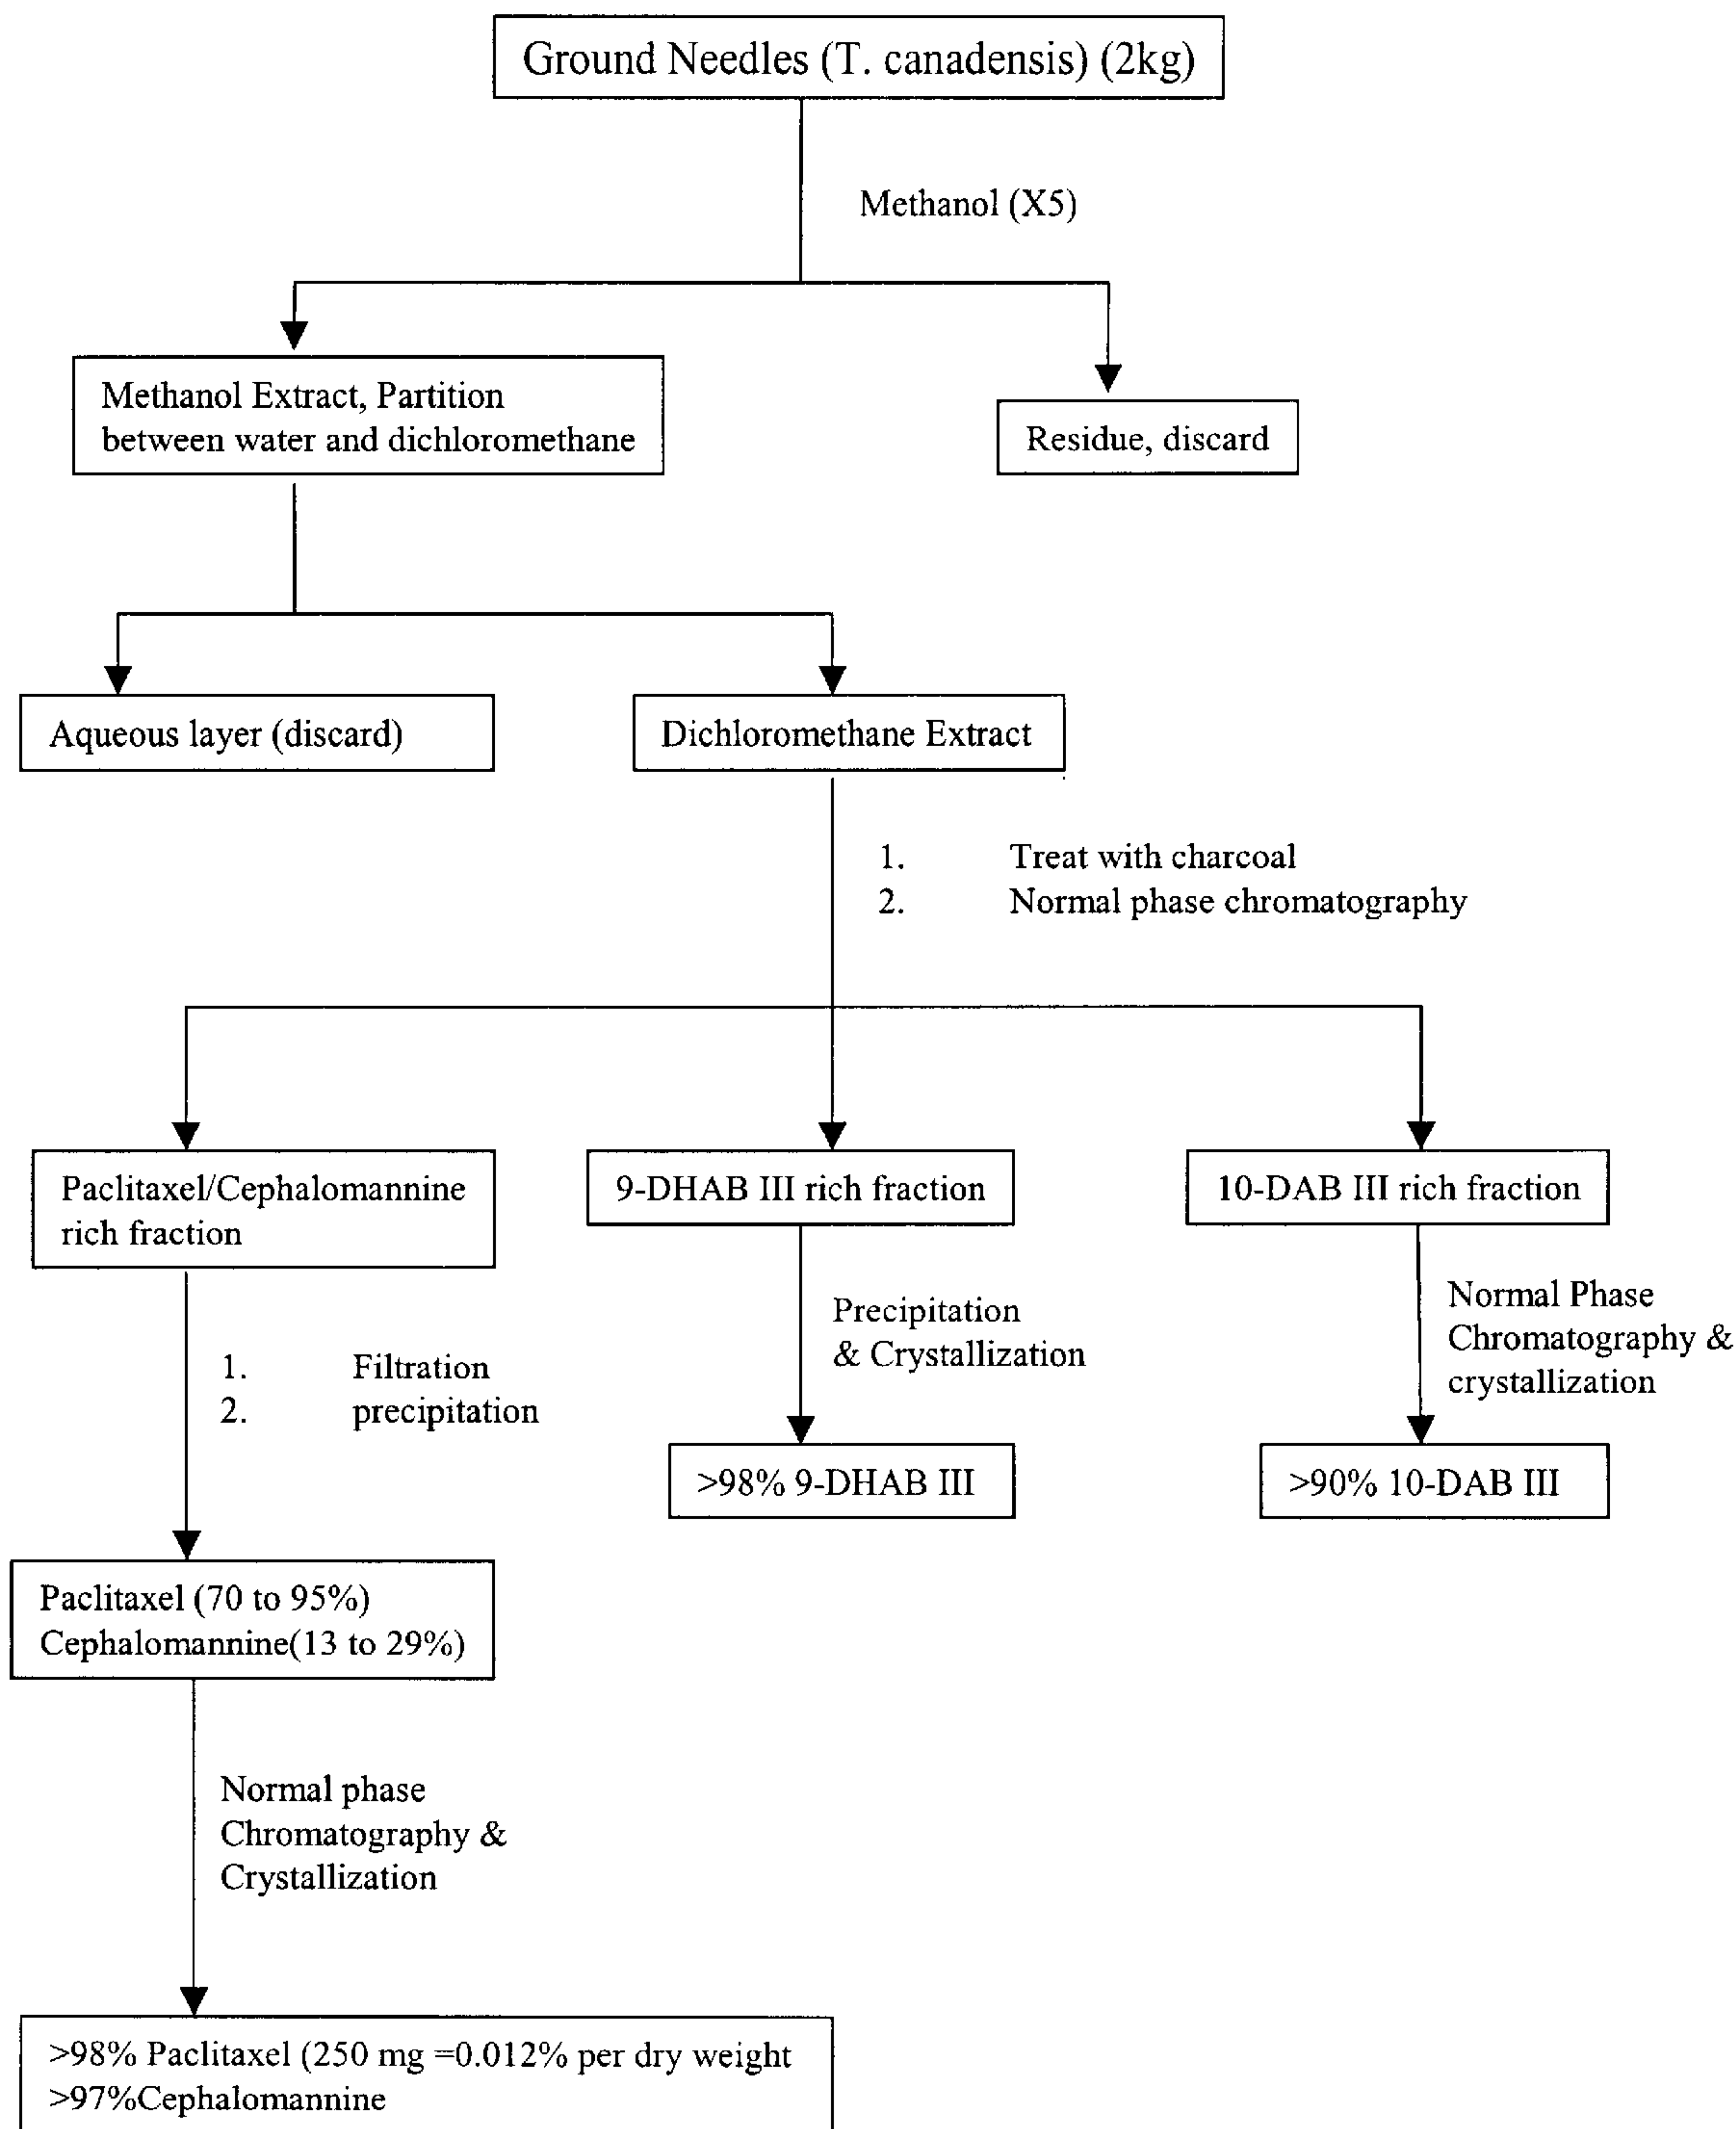 Ground Needles (T. canadensis) (2kg)
Methanol (X5)
Methanol Extract, Partition
between water and dichloromethane
Residue, discard
Aqueous layer (discard)
Dichloromethane Extract
1. Treat with charcoal
2. Normal phase chromatography
Paclitaxel/Cephalomannine
rich fraction
9-DHAB III rich fraction
10-DAB III rich fraction
1. Filtration
2. precipitation
Precipitation
& Crystallization
Normal Phase
Chromatography &
crystallization
>98% 9-DHAB III
>90% 10-DAB III
Paclitaxel (70 to 95%)
Cephalomannine(13 to 29%)
Normal phase
Chromatography &
Crystallization
>98% Paclitaxel (250 mg =0.012% per dry weight
>97%Cephalomannine